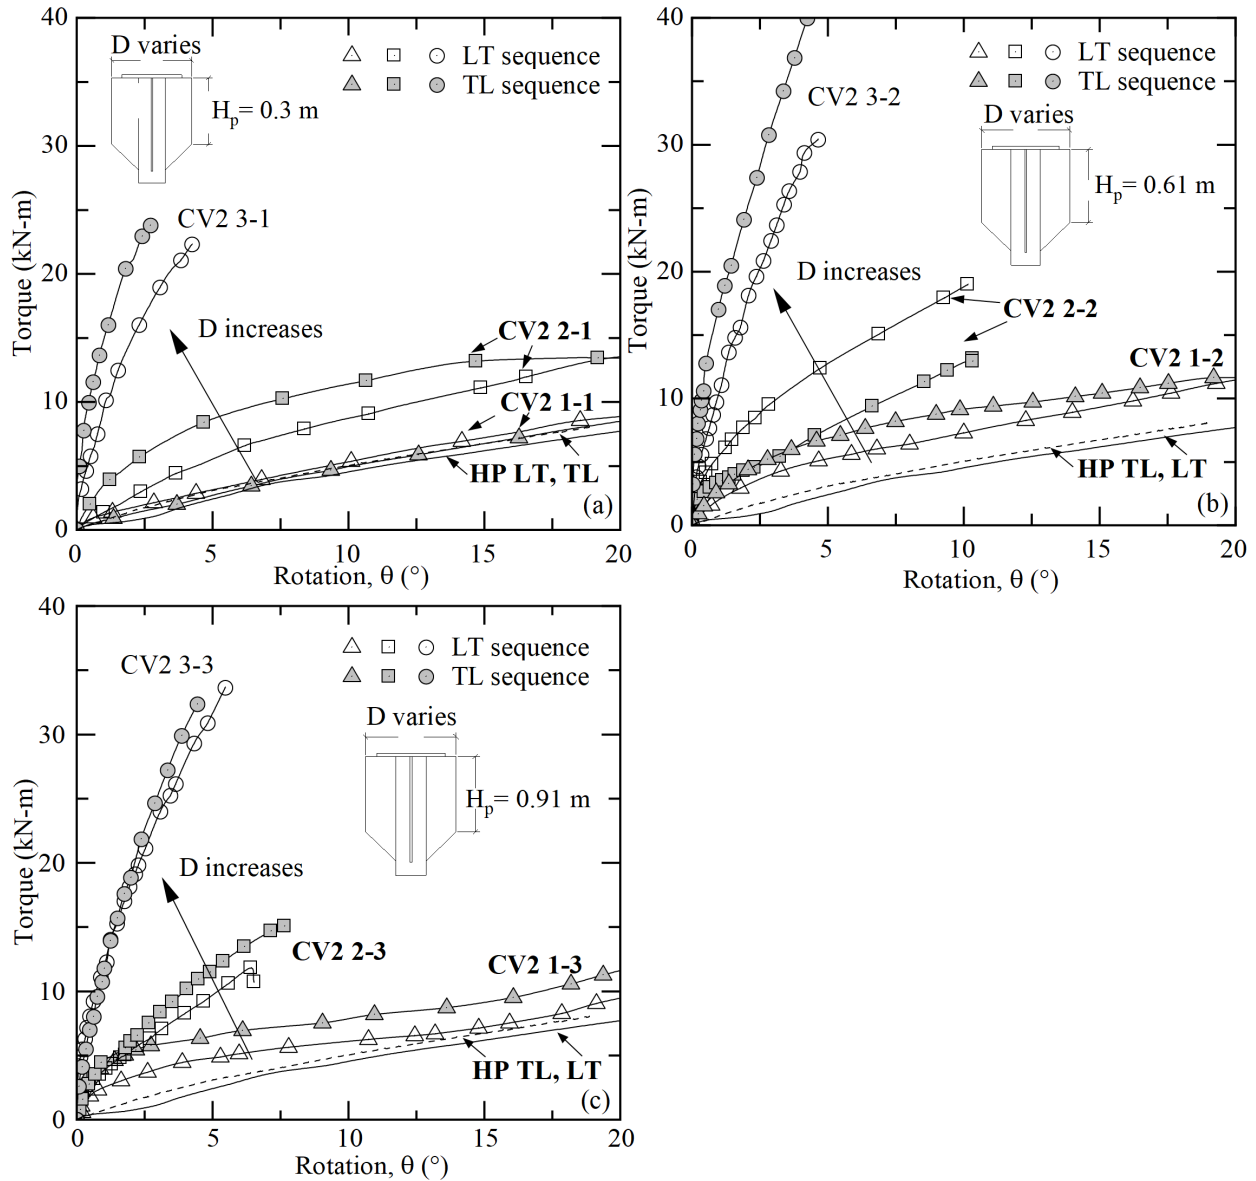 40
30
20
10
0
Torque (kN-m)
D varies
H_p= 0.3 m
LT sequence
TL sequence
CV2 3-1
D increases
CV2 2-1
CV2 1-1
HP LT, TL
(a)
0 5 10 15 20
Rotation, θ (°)
40
30
20
10
0
Torque (kN-m)
LT sequence
TL sequence
CV2 3-2
D varies
H_p= 0.61 m
D increases
CV2 2-2
CV2 1-2
HP TL, LT
(b)
0 5 10 15 20
Rotation, θ (°)
40
30
20
10
0
Torque (kN-m)
LT sequence
TL sequence
CV2 3-3
D varies
H_p= 0.91 m
D increases
CV2 2-3
CV2 1-3
HP TL, LT
(c)
0 5 10 15 20
Rotation, θ (°)